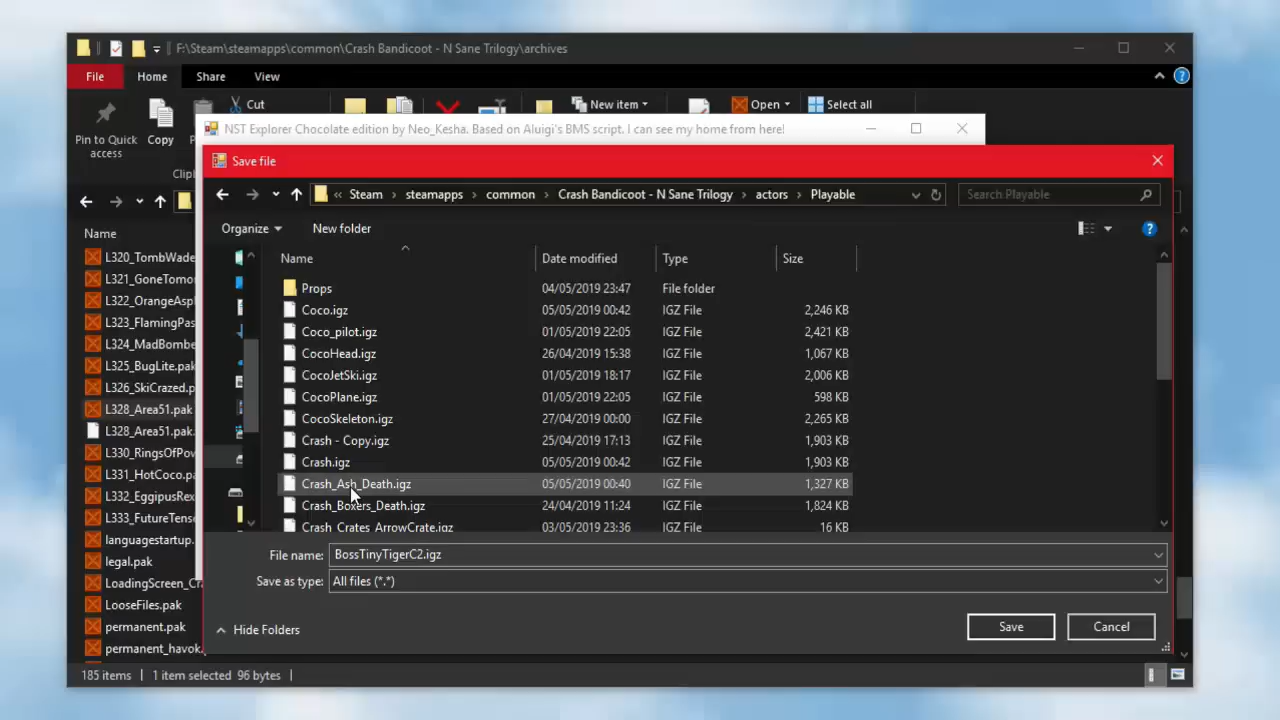 F:\Steam\steamapps\common\Crash Bandicoot - N Sane Trilogy\archives
File Home Share View
Pin to Quick access
Copy
Cut
New item
Open
Select all
NST Explorer Chocolate edition by Neo_Kesha. Based on Aluigi's BMS script. I can see my home from here!
Save file
« Steam › steamapps › common › Crash Bandicoot - N Sane Trilogy › actors › Playable
Search Playable
Organize New folder
Name Date modified Type Size
Props 04/05/2019 23:47 File folder
Coco.igz 05/05/2019 00:42 IGZ File 2,246 KB
Coco_pilot.igz 01/05/2019 22:05 IGZ File 2,421 KB
CocoHead.igz 26/04/2019 15:38 IGZ File 1,067 KB
CocoJetSki.igz 01/05/2019 18:17 IGZ File 2,006 KB
CocoPlane.igz 01/05/2019 22:05 IGZ File 598 KB
CocoSkeleton.igz 27/04/2019 00:00 IGZ File 2,265 KB
Crash - Copy.igz 25/04/2019 17:13 IGZ File 1,903 KB
Crash.igz 05/05/2019 00:42 IGZ File 1,903 KB
Crash_Ash_Death.igz 05/05/2019 00:40 IGZ File 1,327 KB
Crash_Boxers_Death.igz 24/04/2019 11:24 IGZ File 1,824 KB
Crash_Crates_ArrowCrate.igz 03/05/2019 23:36 IGZ File 16 KB
File name: BossTinyTigerC2.igz
Save as type: All files (*.*)
Hide Folders
Save
Cancel
Clipl
Name
L320_TombWade
L321_GoneTomor
L322_OrangeAsp
L323_FlamingPas
L324_MadBombe
L325_BugLite.pak
L326_SkiCrazed.p
L328_Area51.pak
L328_Area51.pak.
L330_RingsOfPow
L331_HotCoco.pa
L332_EggipusRex
L333_FutureTense
languagestartup.
legal.pak
LoadingScreen_Cra
LooseFiles.pak
permanent.pak
permanent_havok.
185 items 1 item selected 96 bytes